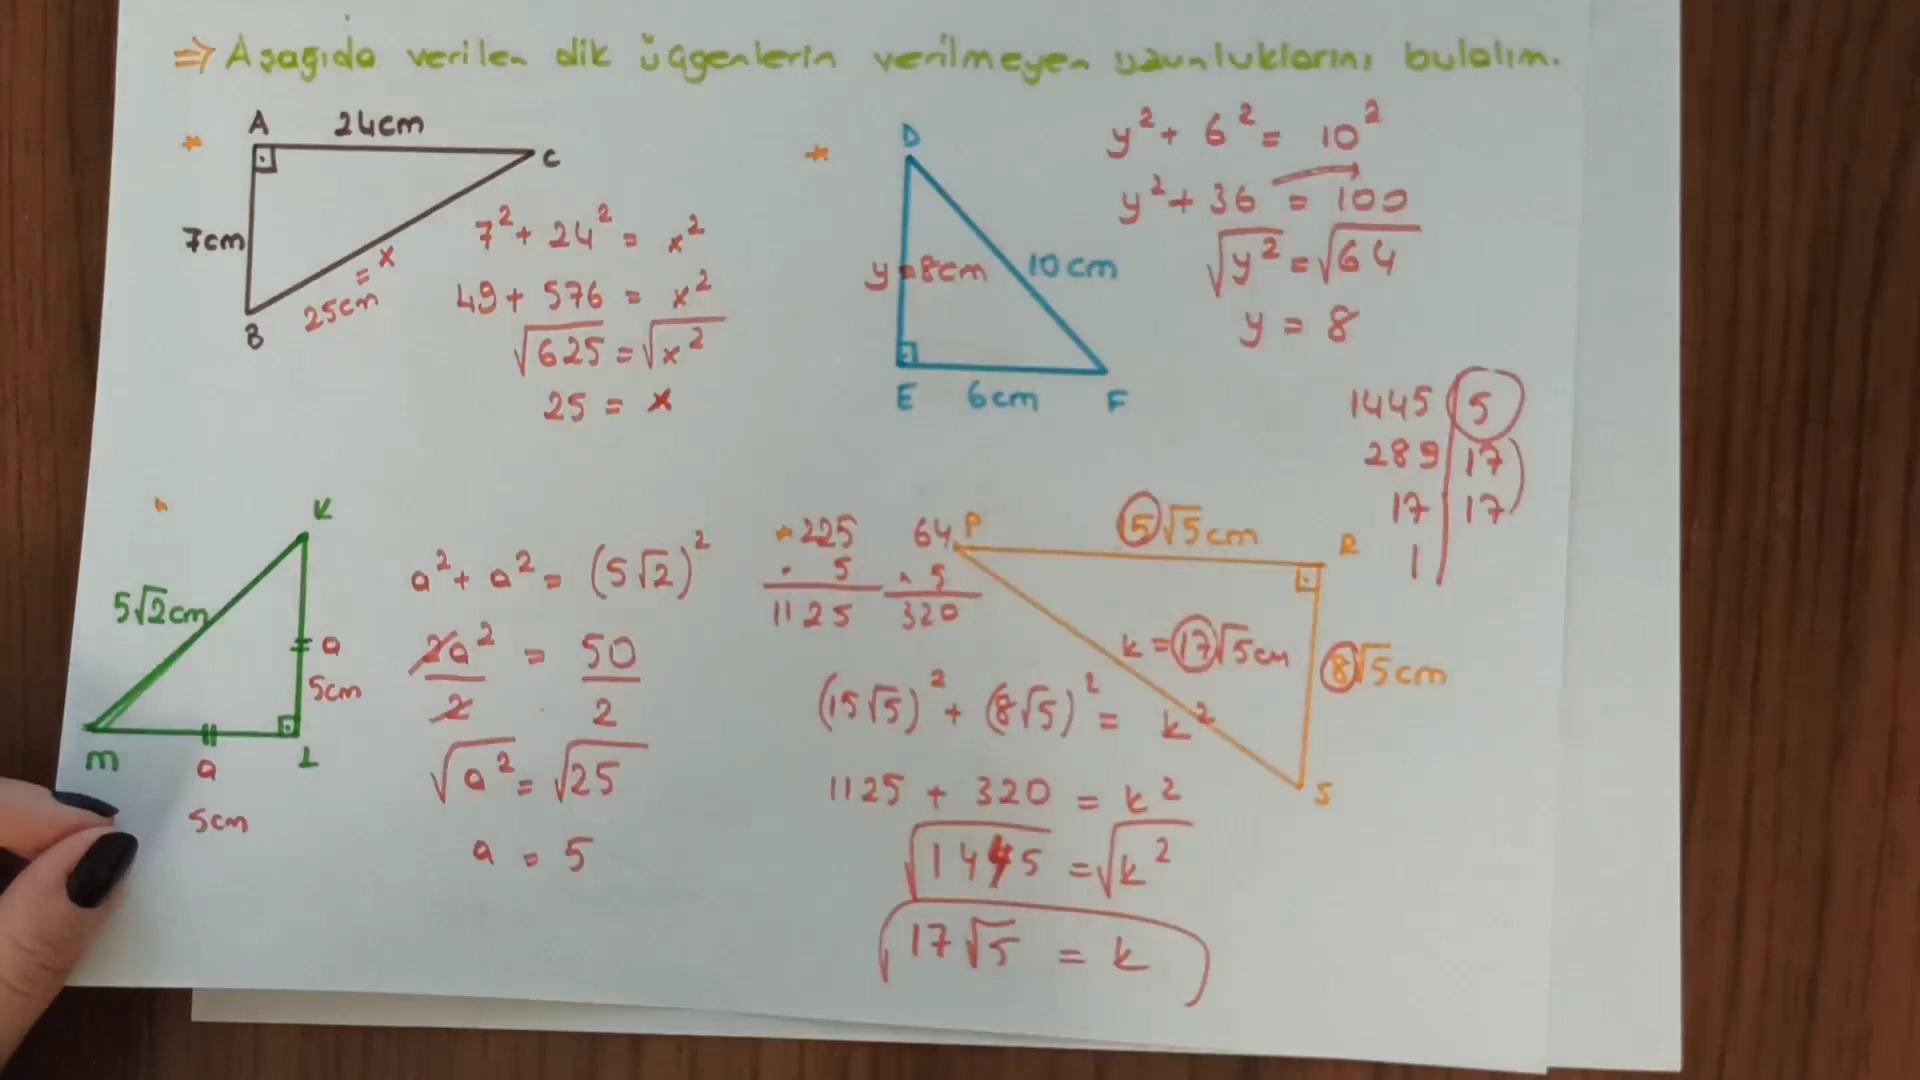 ⇒ Aşağıda verilen dik üçgenlerin verilmeyen uzunluklarını bulalım.
A 24cm C
7cm
B
x
=
25cm
7² + 24² = x²
49 + 576 = x²
√625 = √x²
25 = x
D
y = 8cm 10cm
E 6cm F
y² + 6² = 10²
y² + 36 = 100
√y² = √64
y = 8
1445 5
289 17
17 17
1
K
5√2cm
a
5cm
M a L
5cm
a² + a² = (5√2)²
2a² = 50
2 2
√a² = √25
a = 5
225 64
. 5 . 5
1125 320
P 5√5cm R
k = 17√5cm 8√5cm
S
(15√5)² + (8√5)² = k²
1125 + 320 = k²
√1445 = √k²
17√5 = k